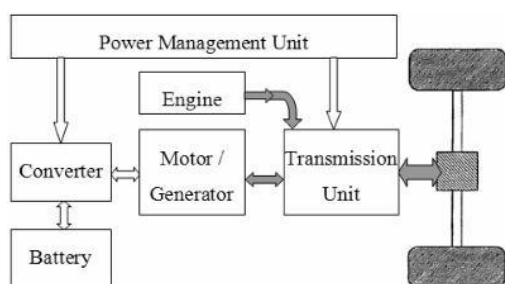 Power Management Unit
Engine
Converter
Motor /
Generator
Transmission
Unit
Battery